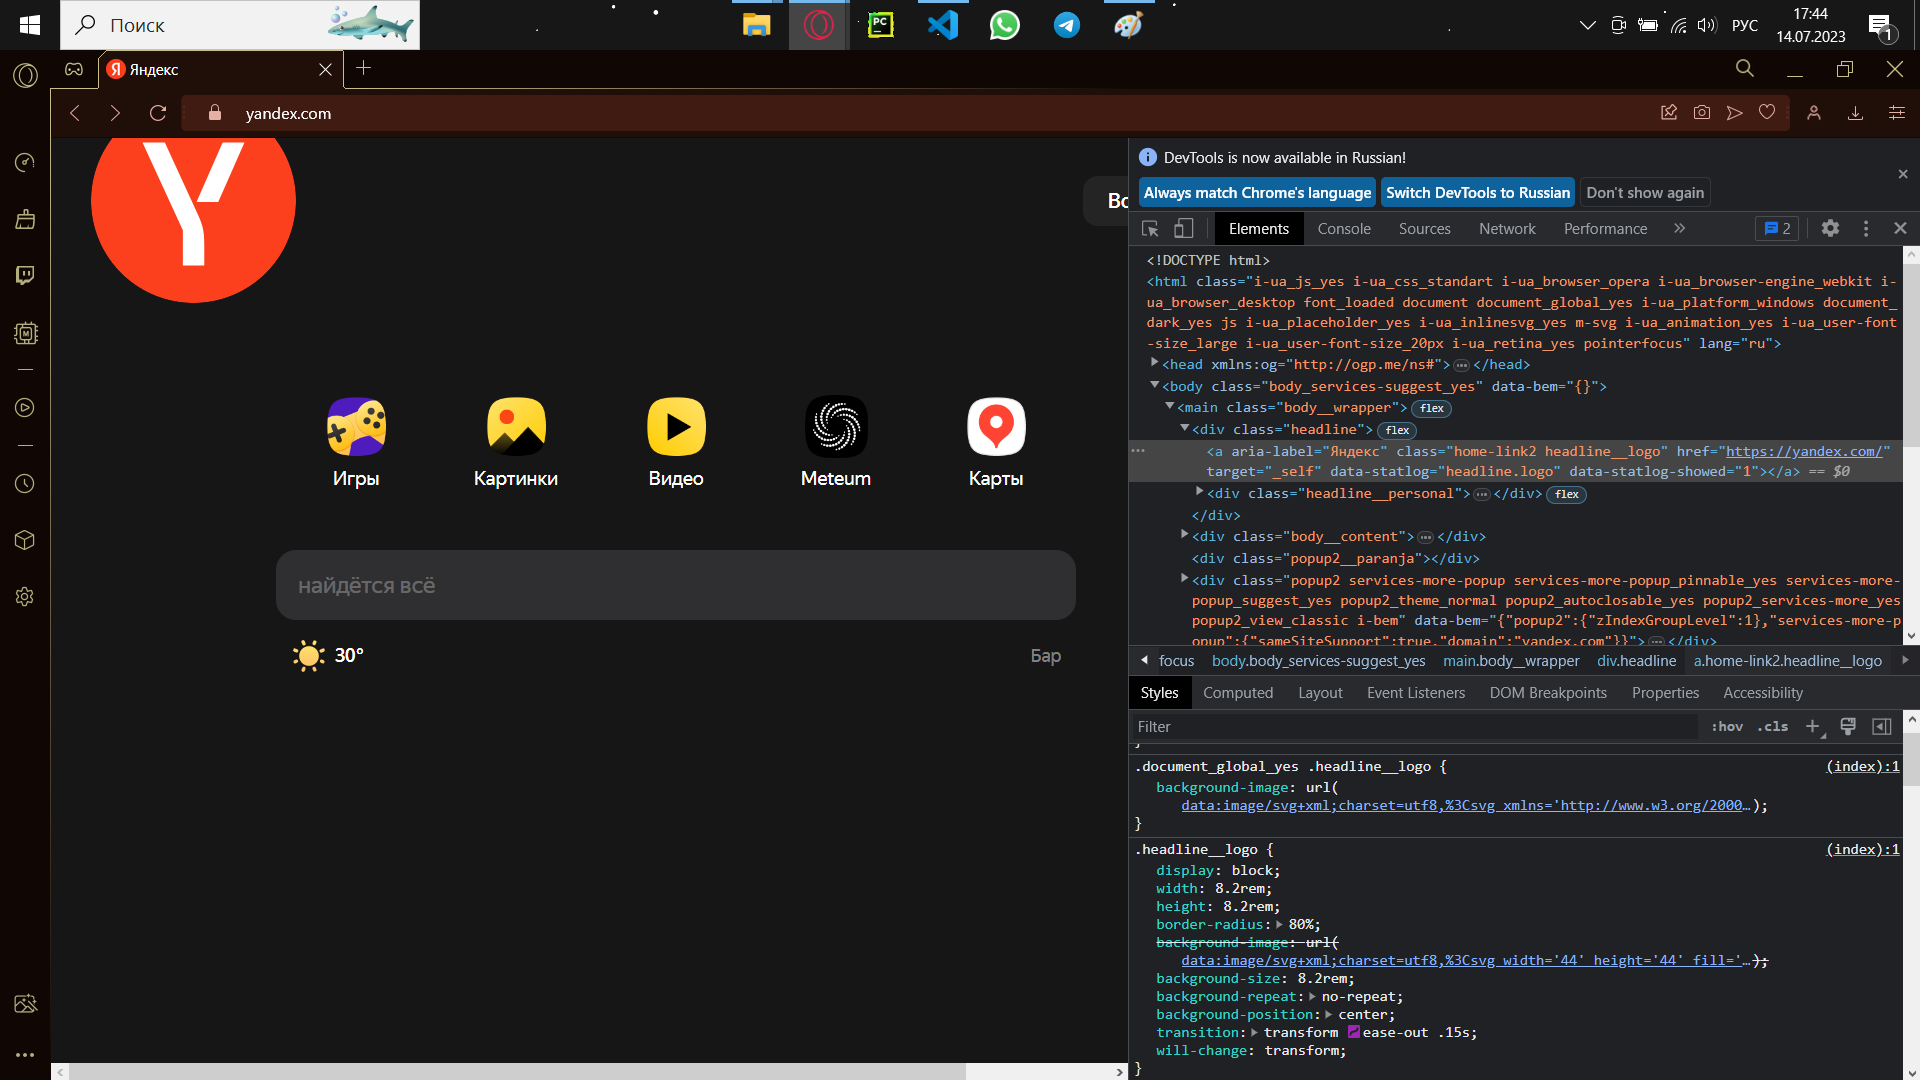 Поиск
PC
РУС
17:44
14.07.2023
1
Я Яндекс
yandex.com
Y
DevTools is now available in Russian!
Always match Chrome's language
Switch DevTools to Russian
Don't show again
Elements
Console
Sources
Network
Performance
2
<!DOCTYPE html>
<html class="i-ua_js_yes i-ua_css_standart i-ua_browser_opera i-ua_browser-engine_webkit i-
ua_browser_desktop font_loaded document document_global_yes i-ua_platform_windows document_
dark_yes js i-ua_placeholder_yes i-ua_inlinesvg_yes m-svg i-ua_animation_yes i-ua_user-font
-size_large i-ua_user-font-size_20px i-ua_retina_yes pointerfocus" lang="ru">
<head xmlns:og="http://ogp.me/ns#">…</head>
<body class="body_services-suggest_yes" data-bem="{}">
<main class="body__wrapper"> flex
<div class="headline"> flex
<a aria-label="Яндекс" class="home-link2 headline__logo" href="https://yandex.com/"
target="_self" data-statlog="headline.logo" data-statlog-showed="1"></a> == $0
<div class="headline__personal">…</div> flex
</div>
<div class="body__content">…</div>
<div class="popup2__paranja"></div>
<div class="popup2 services-more-popup services-more-popup_pinnable_yes services-more-
popup_suggest_yes popup2_theme_normal popup2_autoclosable_yes popup2_services-more_yes
popup2_view_classic i-bem" data-bem="{"popup2":{"zIndexGroupLevel":1},"services-more-p
opup":{"sameSiteSupport":true,"domain":"yandex.com"}}">…</div>
focus
body.body_services-suggest_yes
main.body__wrapper
div.headline
a.home-link2.headline__logo
Styles
Computed
Layout
Event Listeners
DOM Breakpoints
Properties
Accessibility
Filter
:hov
.cls
}
.document_global_yes .headline__logo {
(index):1
background-image: url(
data:image/svg+xml;charset=utf8,%3Csvg xmlns='http://www.w3.org/2000…);
}
.headline__logo {
(index):1
display: block;
width: 8.2rem;
height: 8.2rem;
border-radius: 80%;
background-image: url(
data:image/svg+xml;charset=utf8,%3Csvg width='44' height='44' fill='…);
background-size: 8.2rem;
background-repeat: no-repeat;
background-position: center;
transition: transform ease-out .15s;
will-change: transform;
}
Игры
Картинки
Видео
Meteum
Карты
найдётся всё
30°
Бар